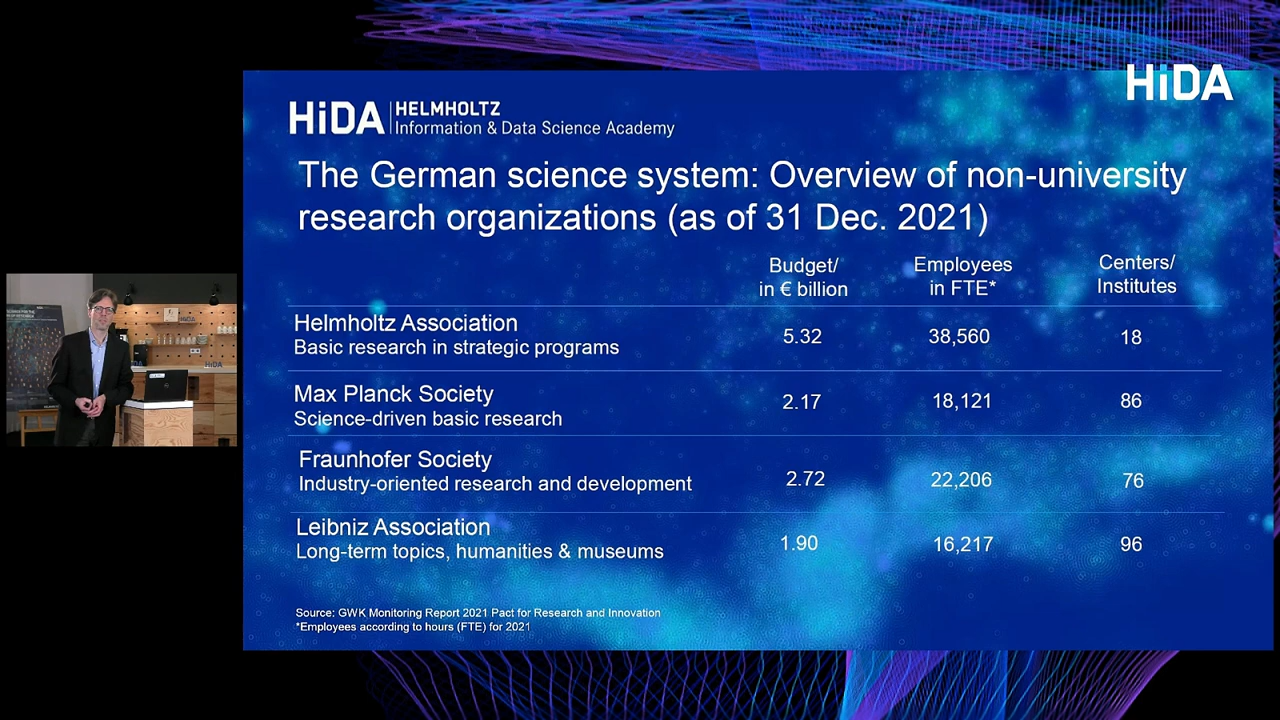 HiDA
HiDA HELMHOLTZ
Information & Data Science Academy
The German science system: Overview of non-university
research organizations (as of 31 Dec. 2021)
Budget/ Employees Centers/
in € billion in FTE* Institutes
Helmholtz Association
Basic research in strategic programs 5.32 38,560 18
Max Planck Society
Science-driven basic research 2.17 18,121 86
Fraunhofer Society
Industry-oriented research and development 2.72 22,206 76
Leibniz Association
Long-term topics, humanities & museums 1.90 16,217 96
Source: GWK Monitoring Report 2021 Pact for Research and Innovation
*Employees according to hours (FTE) for 2021
HiDA